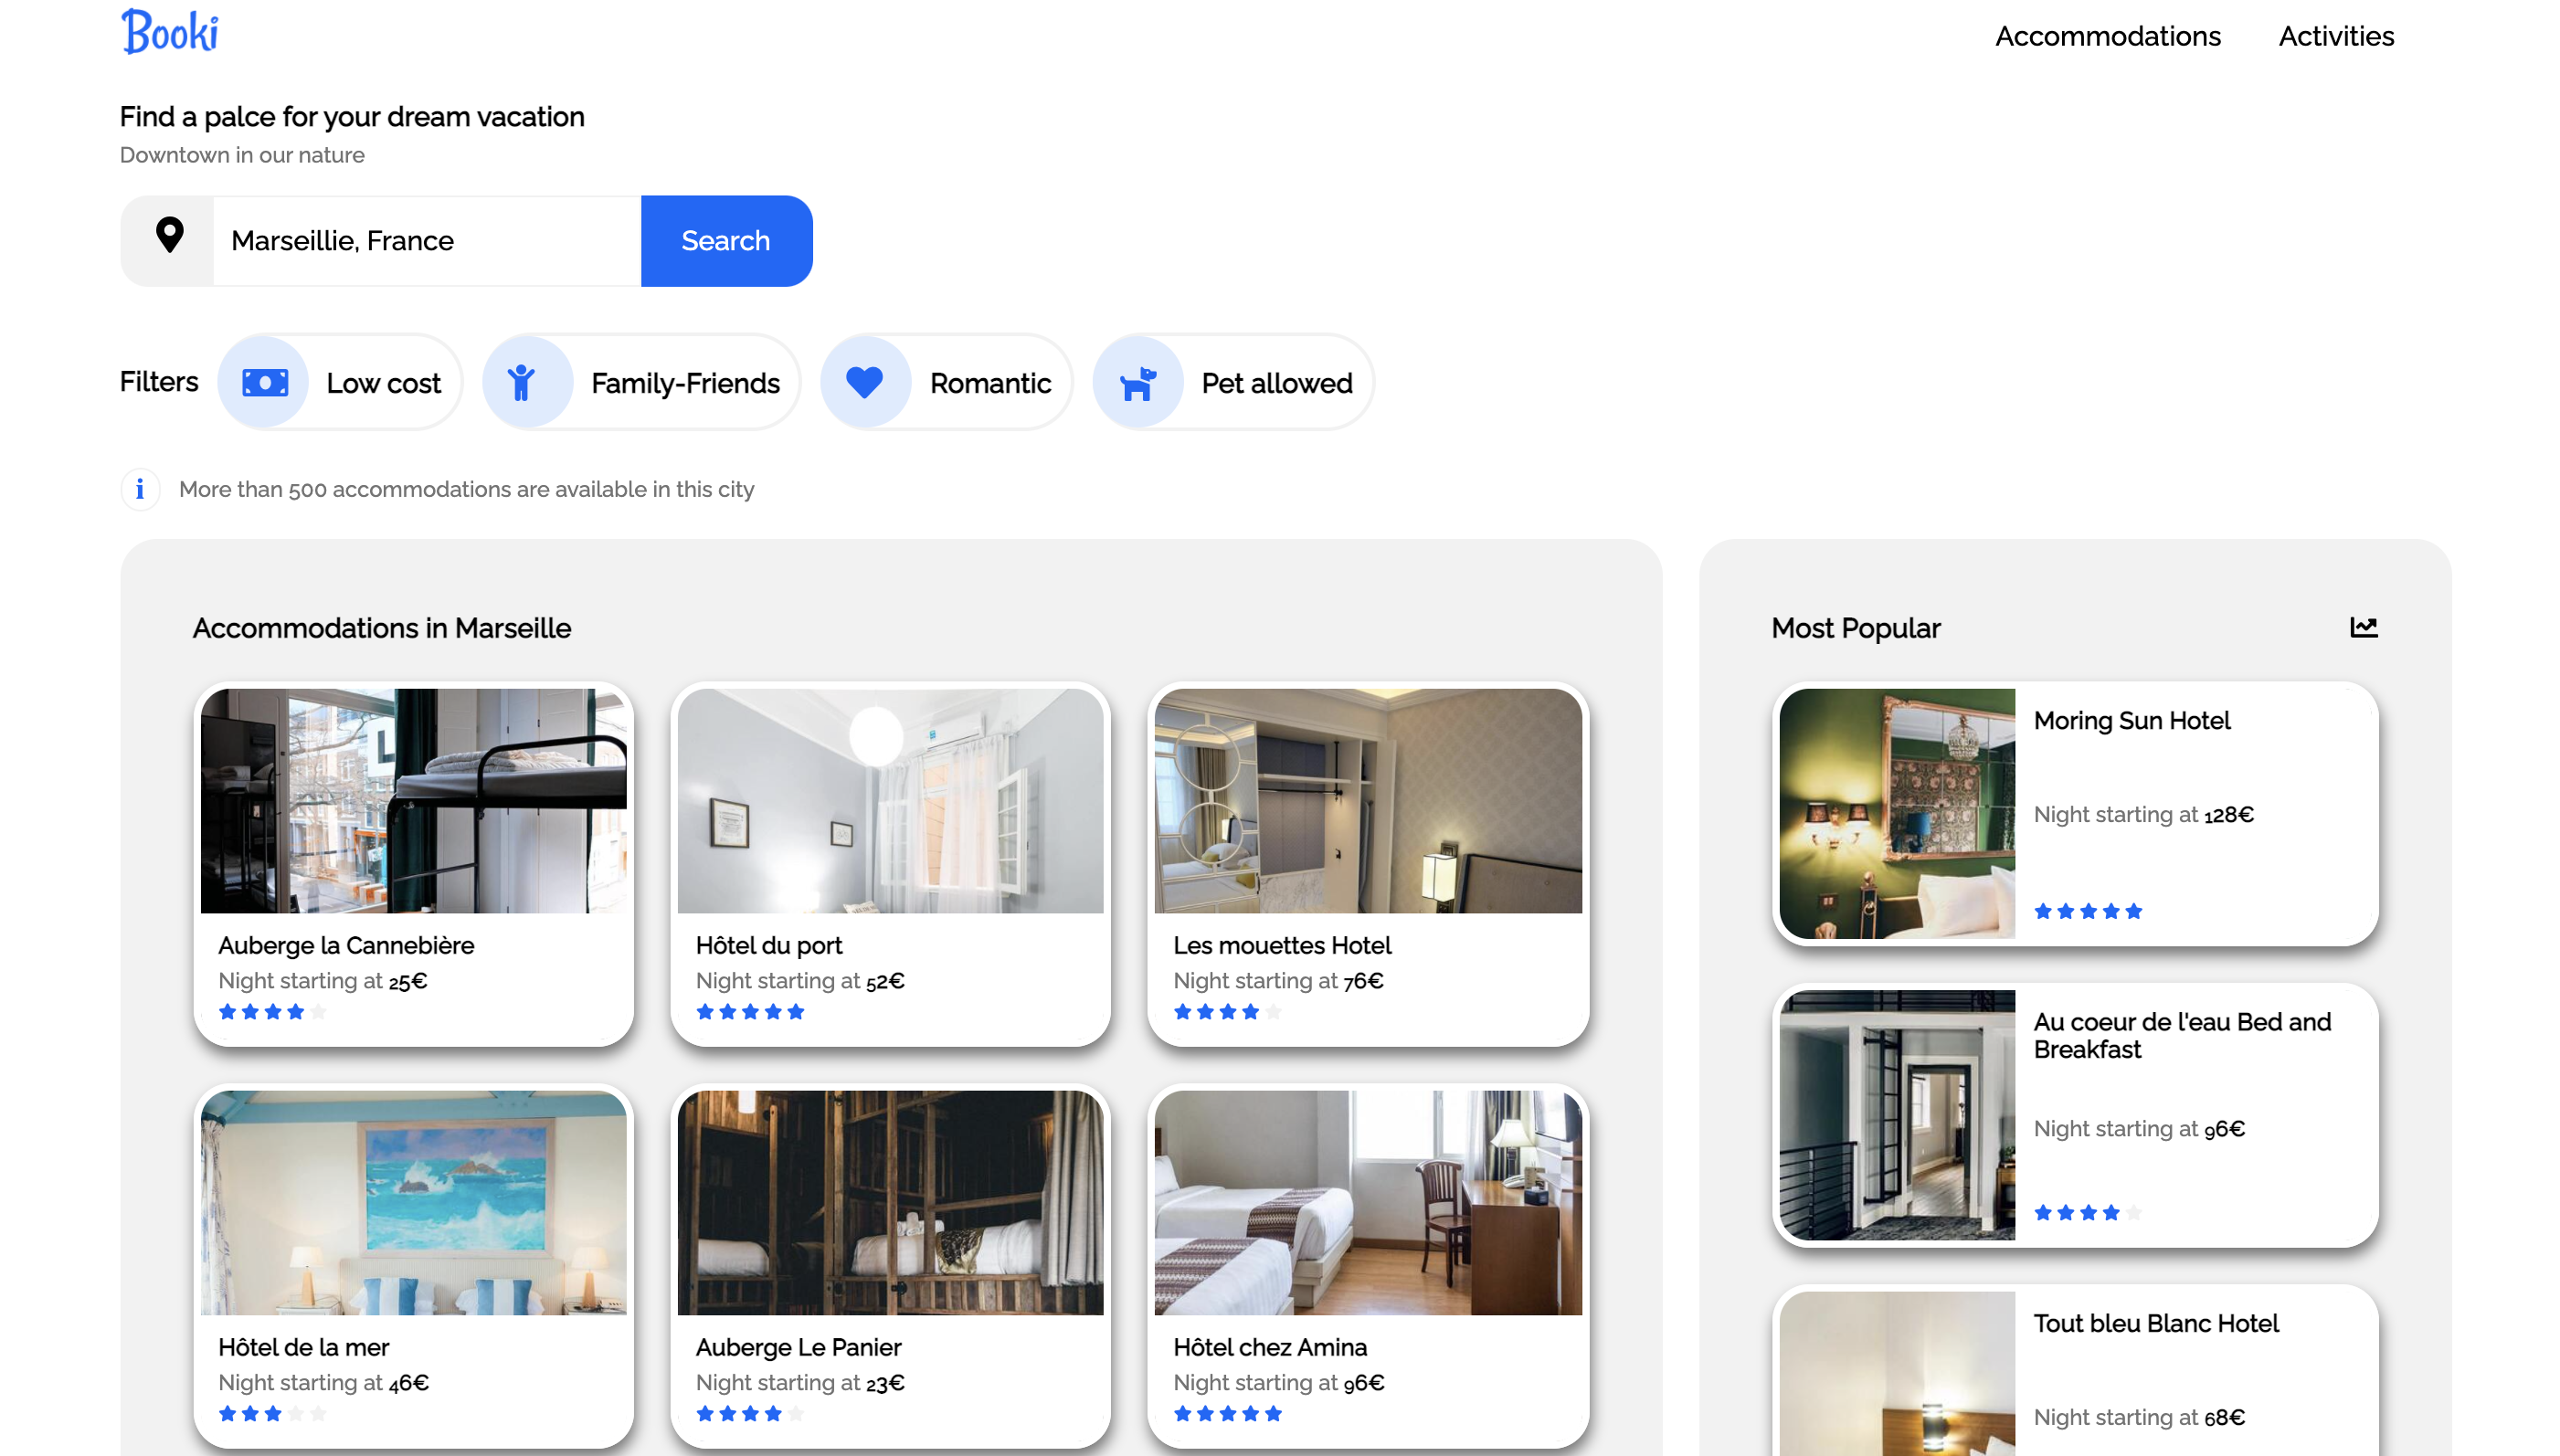 Booki
Accommodations
Activities
Find a palce for your dream vacation
Downtown in our nature
Marseillie, France
Search
Filters
Low cost
Family-Friends
Romantic
Pet allowed
More than 500 accommodations are available in this city
Accommodations in Marseille
Auberge la Cannebière
Night starting at 25€
Hôtel du port
Night starting at 52€
Les mouettes Hotel
Night starting at 76€
Hôtel de la mer
Night starting at 46€
Auberge Le Panier
Night starting at 23€
Hôtel chez Amina
Night starting at 96€
Most Popular
Moring Sun Hotel
Night starting at 128€
Au coeur de l'eau Bed and
Breakfast
Night starting at 96€
Tout bleu Blanc Hotel
Night starting at 68€